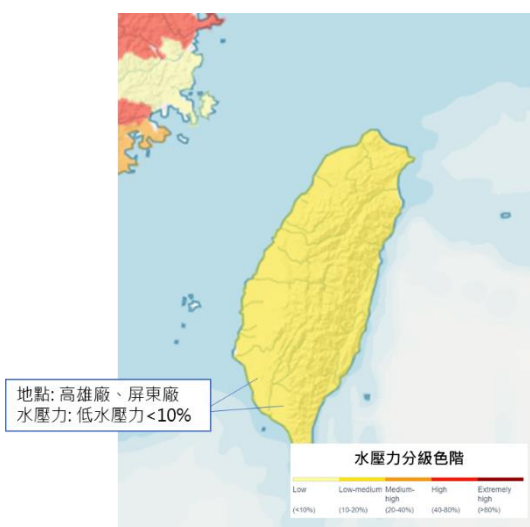 地點: 高雄廠、屏東廠
水壓力: 低水壓力<10%
水壓力分級色階
Low Low-medium Medium-high High Extremely high
(<10%) (10-20%) (20-40%) (40-80%) (>80%)